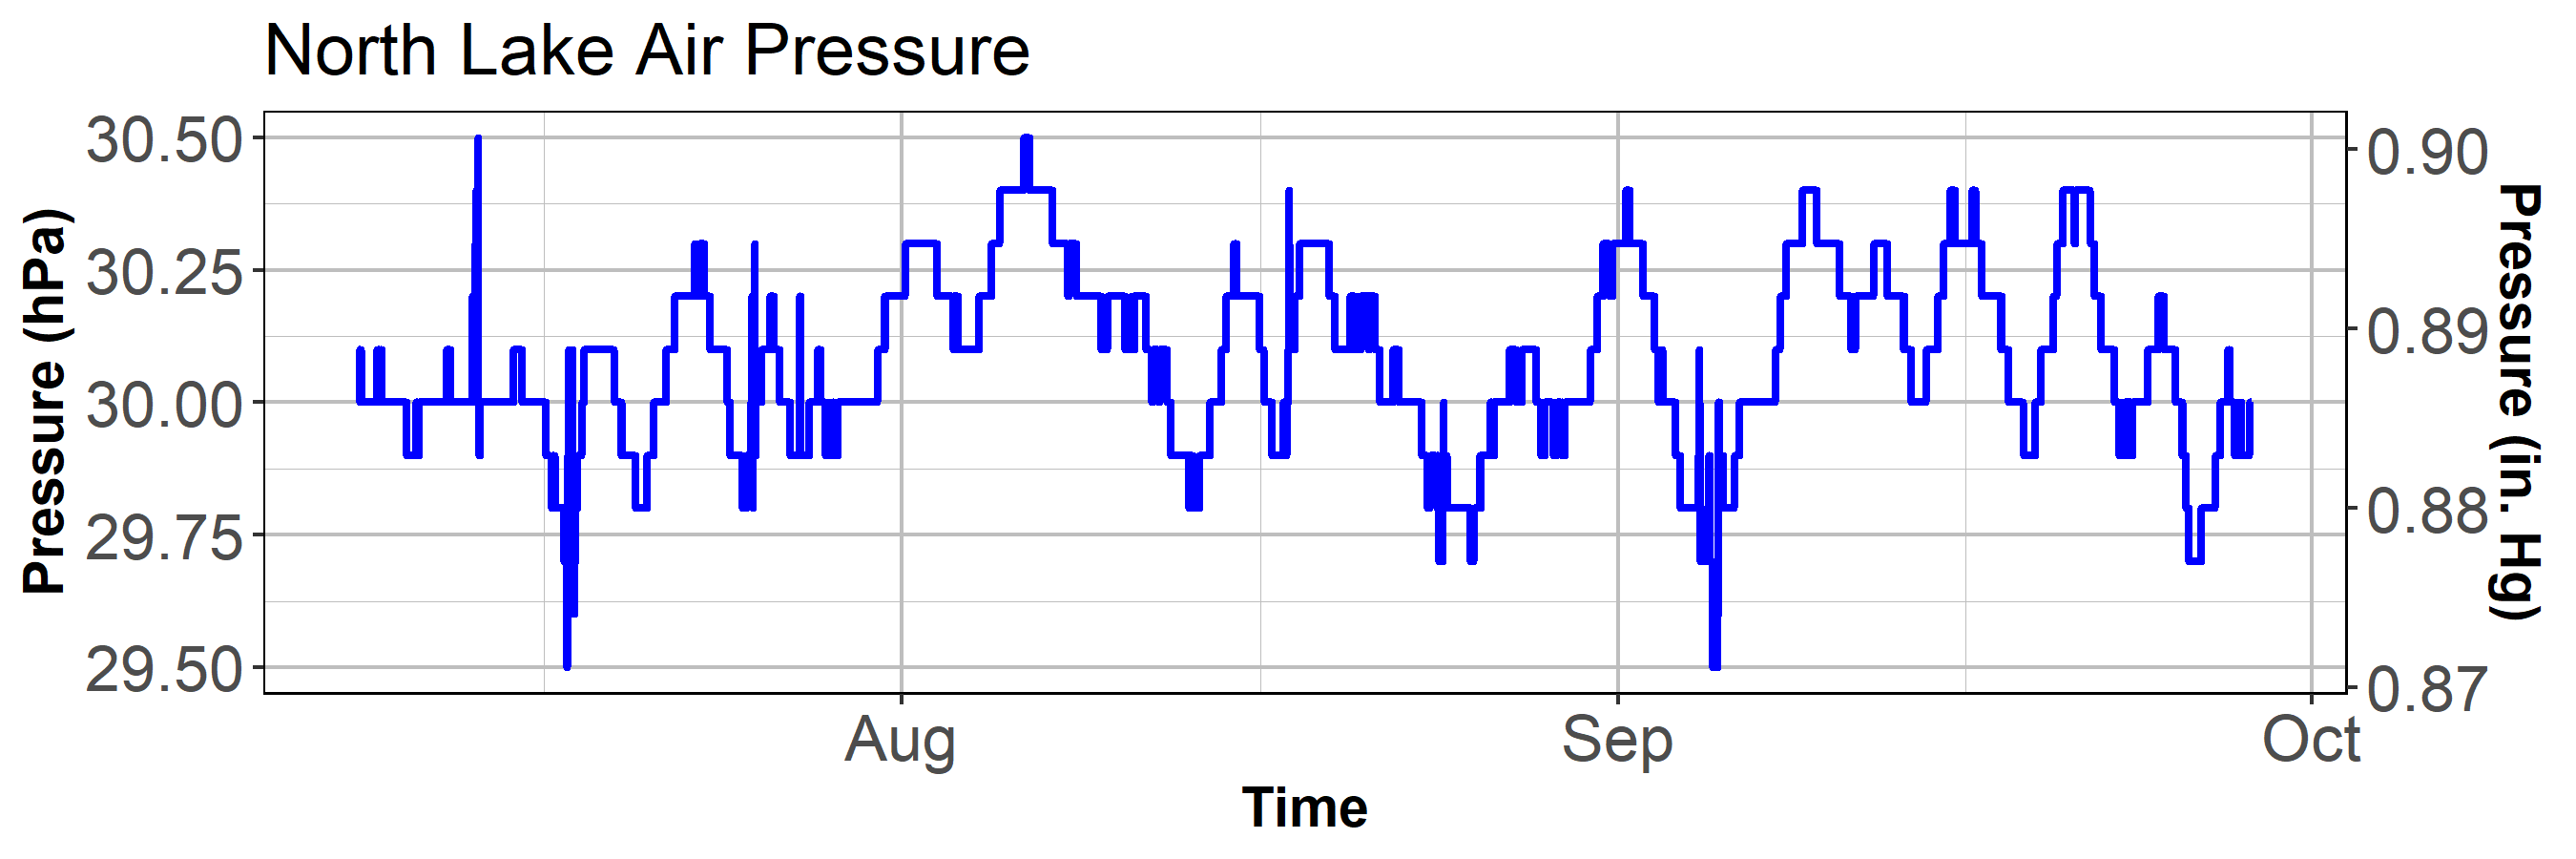 North Lake Air Pressure
30.50
30.25
30.00
29.75
29.50
Pressure (hPa)
0.90
0.89
0.88
0.87
Pressure (in. Hg)
Aug
Sep
Oct
Time